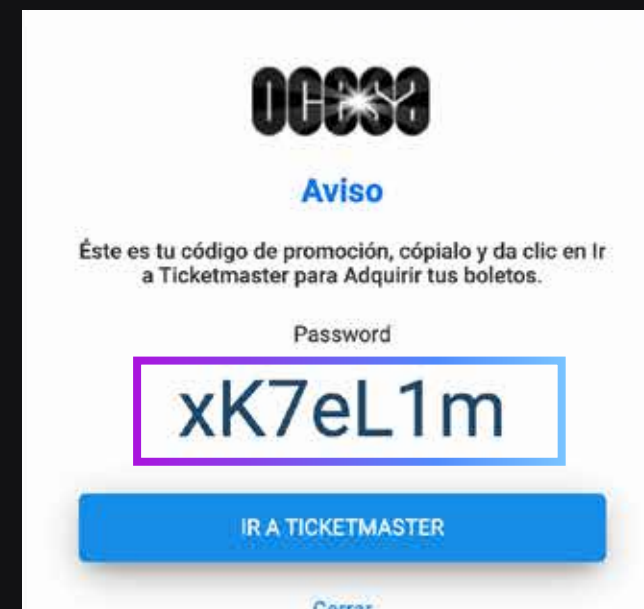 ocesa
Aviso
Éste es tu código de promoción, cópialo y da clic en Ir
a Ticketmaster para Adquirir tus boletos.
Password
xK7eL1m
IR A TICKETMASTER
Cerrar